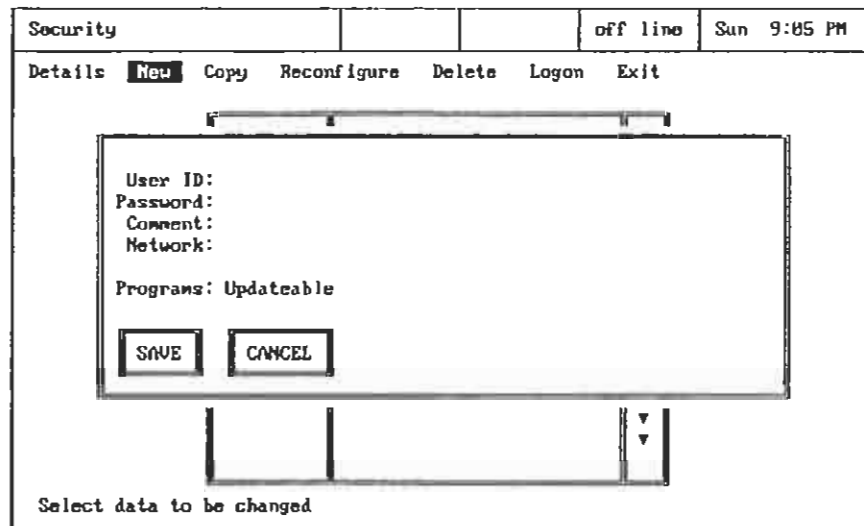 Security off line Sun 9:05 PM
Details New Copy Reconfigure Delete Logon Exit
User ID:
Password:
Comment:
Network:
Programs: Updateable
SAVE CANCEL
Select data to be changed